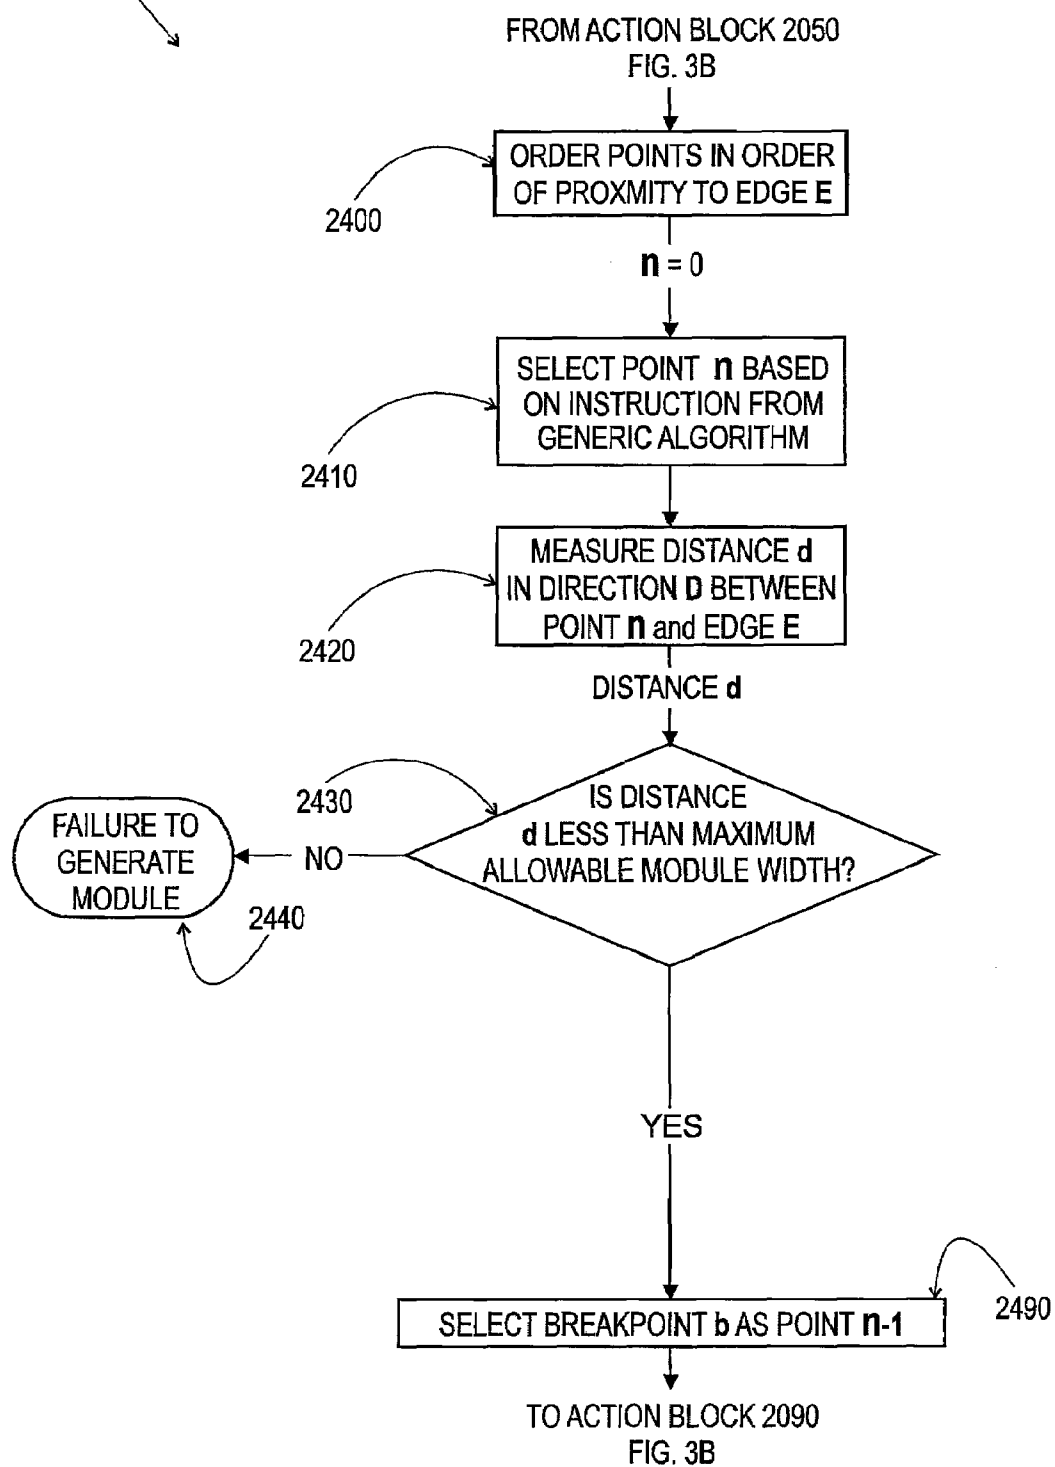 FROM ACTION BLOCK 2050
FIG. 3B
ORDER POINTS IN ORDER
OF PROXMITY TO EDGE E
2400
n = 0
SELECT POINT n BASED
ON INSTRUCTION FROM
GENERIC ALGORITHM
2410
MEASURE DISTANCE d
IN DIRECTION D BETWEEN
POINT n and EDGE E
2420
DISTANCE d
2430
IS DISTANCE
d LESS THAN MAXIMUM
ALLOWABLE MODULE WIDTH?
NO
FAILURE TO
GENERATE
MODULE
2440
YES
2490
SELECT BREAKPOINT b AS POINT n-1
TO ACTION BLOCK 2090
FIG. 3B